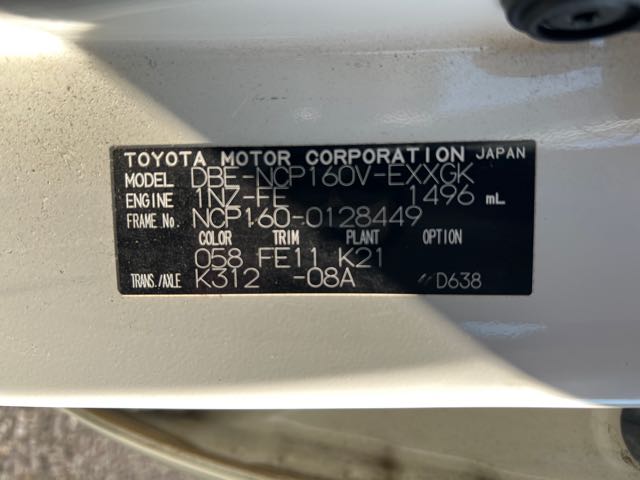 TOYOTA MOTOR CORPORATION JAPAN
MODEL DBE-NCP160V-EXXGK
ENGINE 1NZ-FE 1496 mL
FRAME No. NCP160-0128449
COLOR TRIM PLANT OPTION
058 FE11 K21
TRANS./AXLE K312 -08A D638